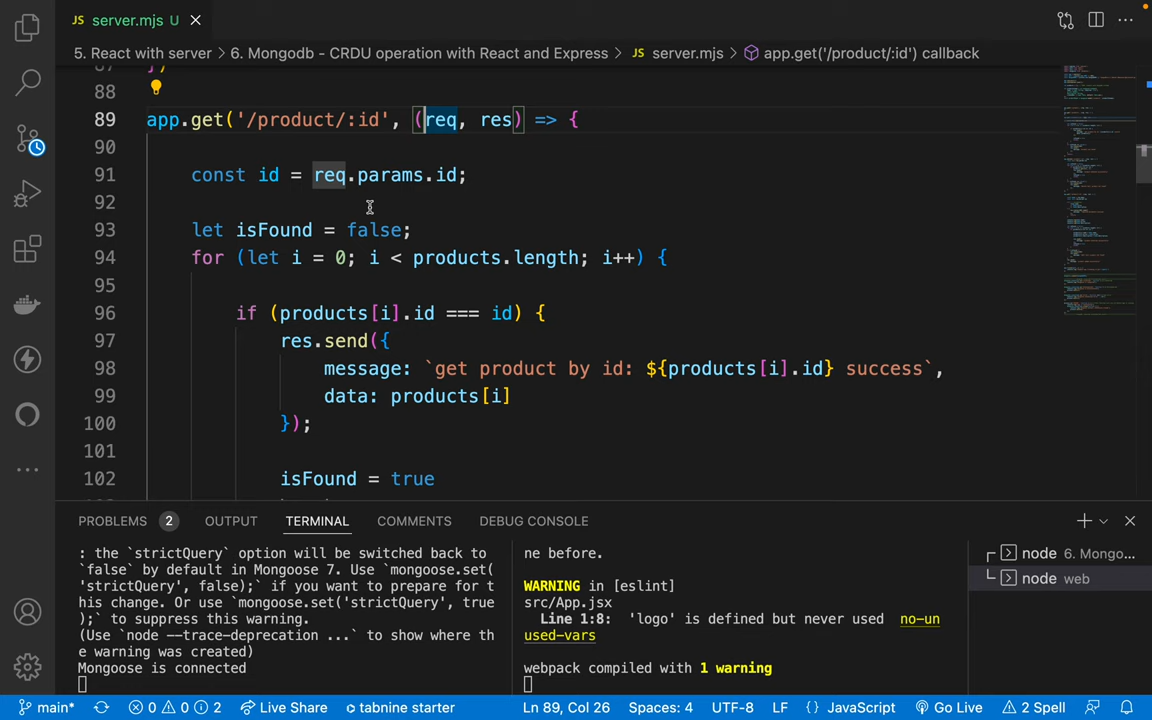 JS server.mjs U
5. React with server > 6. Mongodb - CRDU operation with React and Express > JS server.mjs > app.get('/product/:id') callback
88
89 app.get('/product/:id', (req, res) => {
90
91 const id = req.params.id;
92
93 let isFound = false;
94 for (let i = 0; i < products.length; i++) {
95
96 if (products[i].id === id) {
97 res.send({
98 message: `get product by id: ${products[i].id} success`,
99 data: products[i]
100 });
101
102 isFound = true
PROBLEMS 2 OUTPUT TERMINAL COMMENTS DEBUG CONSOLE
: the `strictQuery` option will be switched back to
`false` by default in Mongoose 7. Use `mongoose.set(
'strictQuery', false);` if you want to prepare for t
his change. Or use `mongoose.set('strictQuery', true
);` to suppress this warning.
(Use `node --trace-deprecation ...` to show where th
e warning was created)
Mongoose is connected
ne before.
WARNING in [eslint]
src/App.jsx
Line 1:8: 'logo' is defined but never used no-un
used-vars
webpack compiled with 1 warning
node 6. Mongo...
node web
main* 0 0 2 Live Share tabnine starter Ln 89, Col 26 Spaces: 4 UTF-8 LF {} JavaScript Go Live 2 Spell